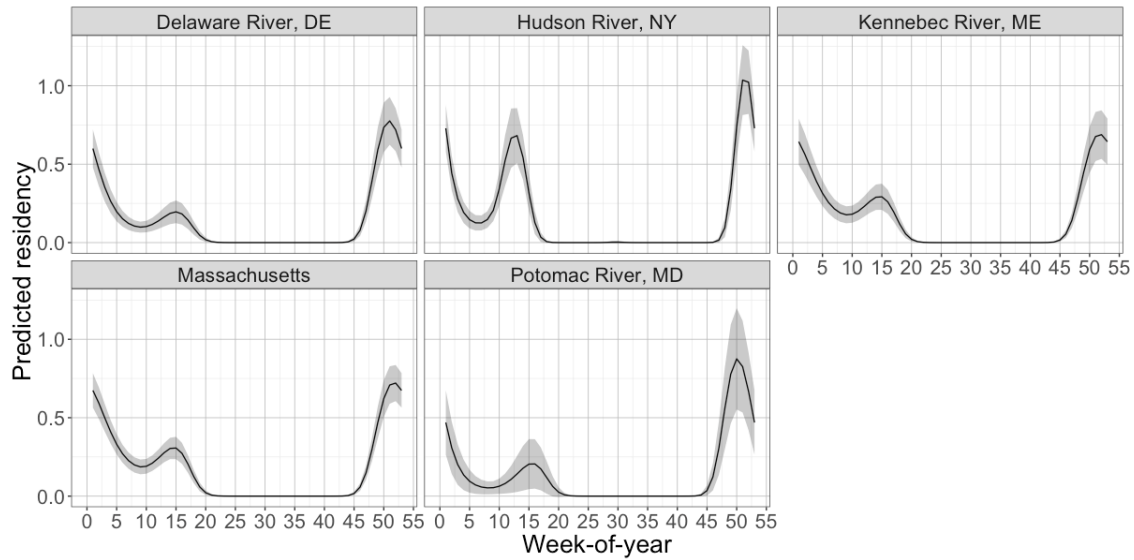 Delaware River, DE
Hudson River, NY
Kennebec River, ME
1.0
0.5
0.0
0 5 10 15 20 25 30 35 40 45 50 55
Massachusetts
Potomac River, MD
1.0
0.5
0.0
0 5 10 15 20 25 30 35 40 45 50 55
0 5 10 15 20 25 30 35 40 45 50 55
Predicted residency
Week-of-year